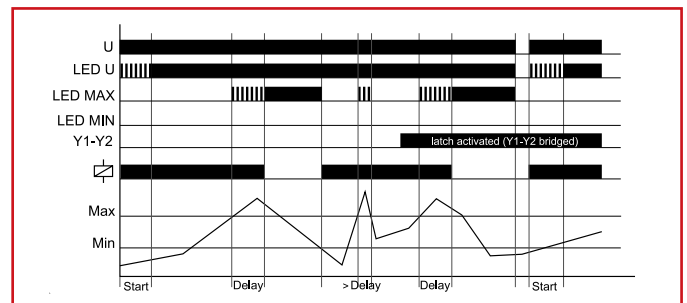 U
LED U
LED MAX
LED MIN
Y1-Y2
latch activated (Y1-Y2 bridged)
Max
Min
Start Delay >Delay Delay Start